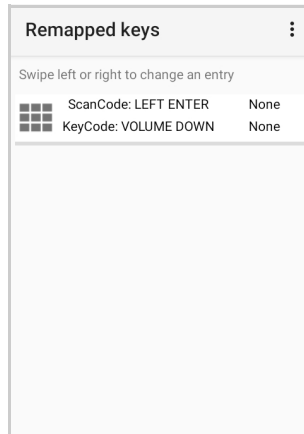 Remapped keys
Swipe left or right to change an entry
ScanCode: LEFT ENTER None
KeyCode: VOLUME DOWN None